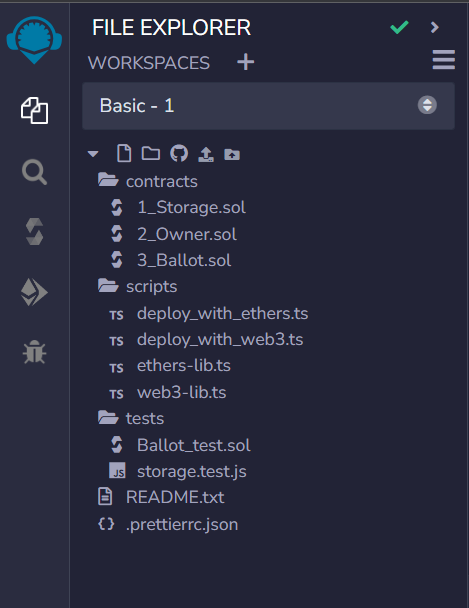 FILE EXPLORER
WORKSPACES
Basic - 1
contracts
1_Storage.sol
2_Owner.sol
3_Ballot.sol
scripts
TS deploy_with_ethers.ts
TS deploy_with_web3.ts
TS ethers-lib.ts
TS web3-lib.ts
tests
Ballot_test.sol
JS storage.test.js
README.txt
{} .prettierrc.json